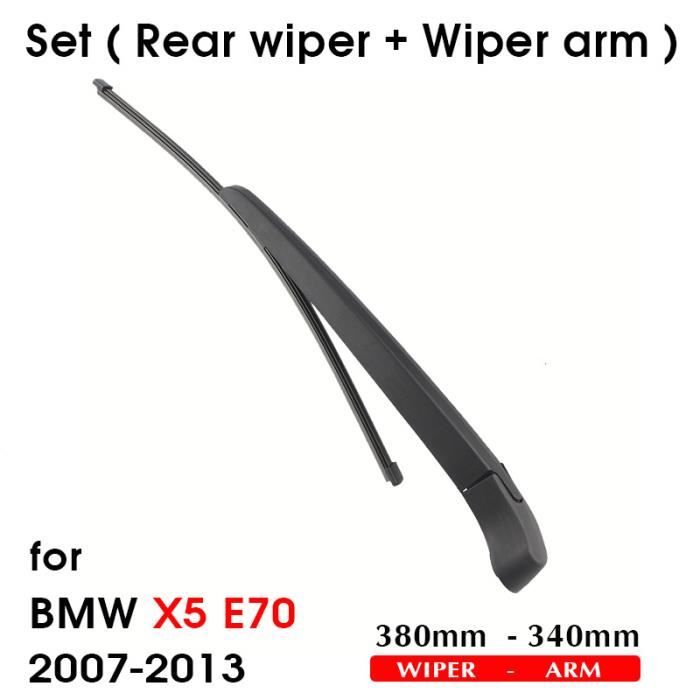 Set ( Rear wiper + Wiper arm )
for
BMW X5 E70
2007-2013
380mm - 340mm
WIPER - ARM